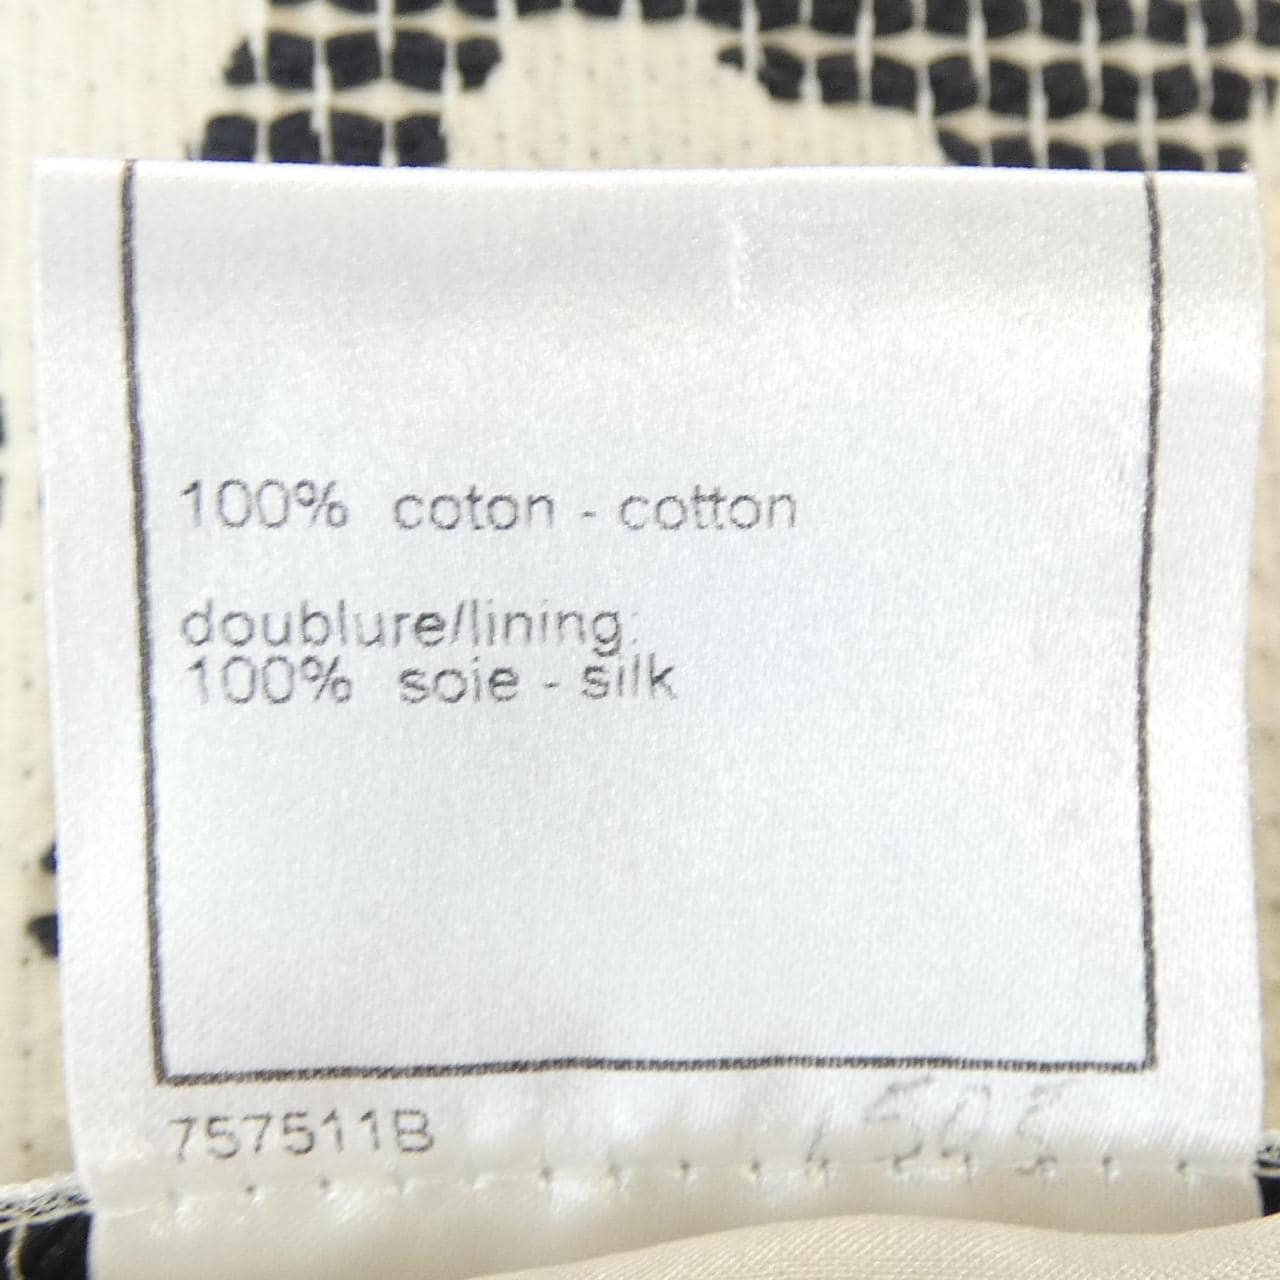 100% coton - cotton
doublure/lining:
100% soie - silk
757511B